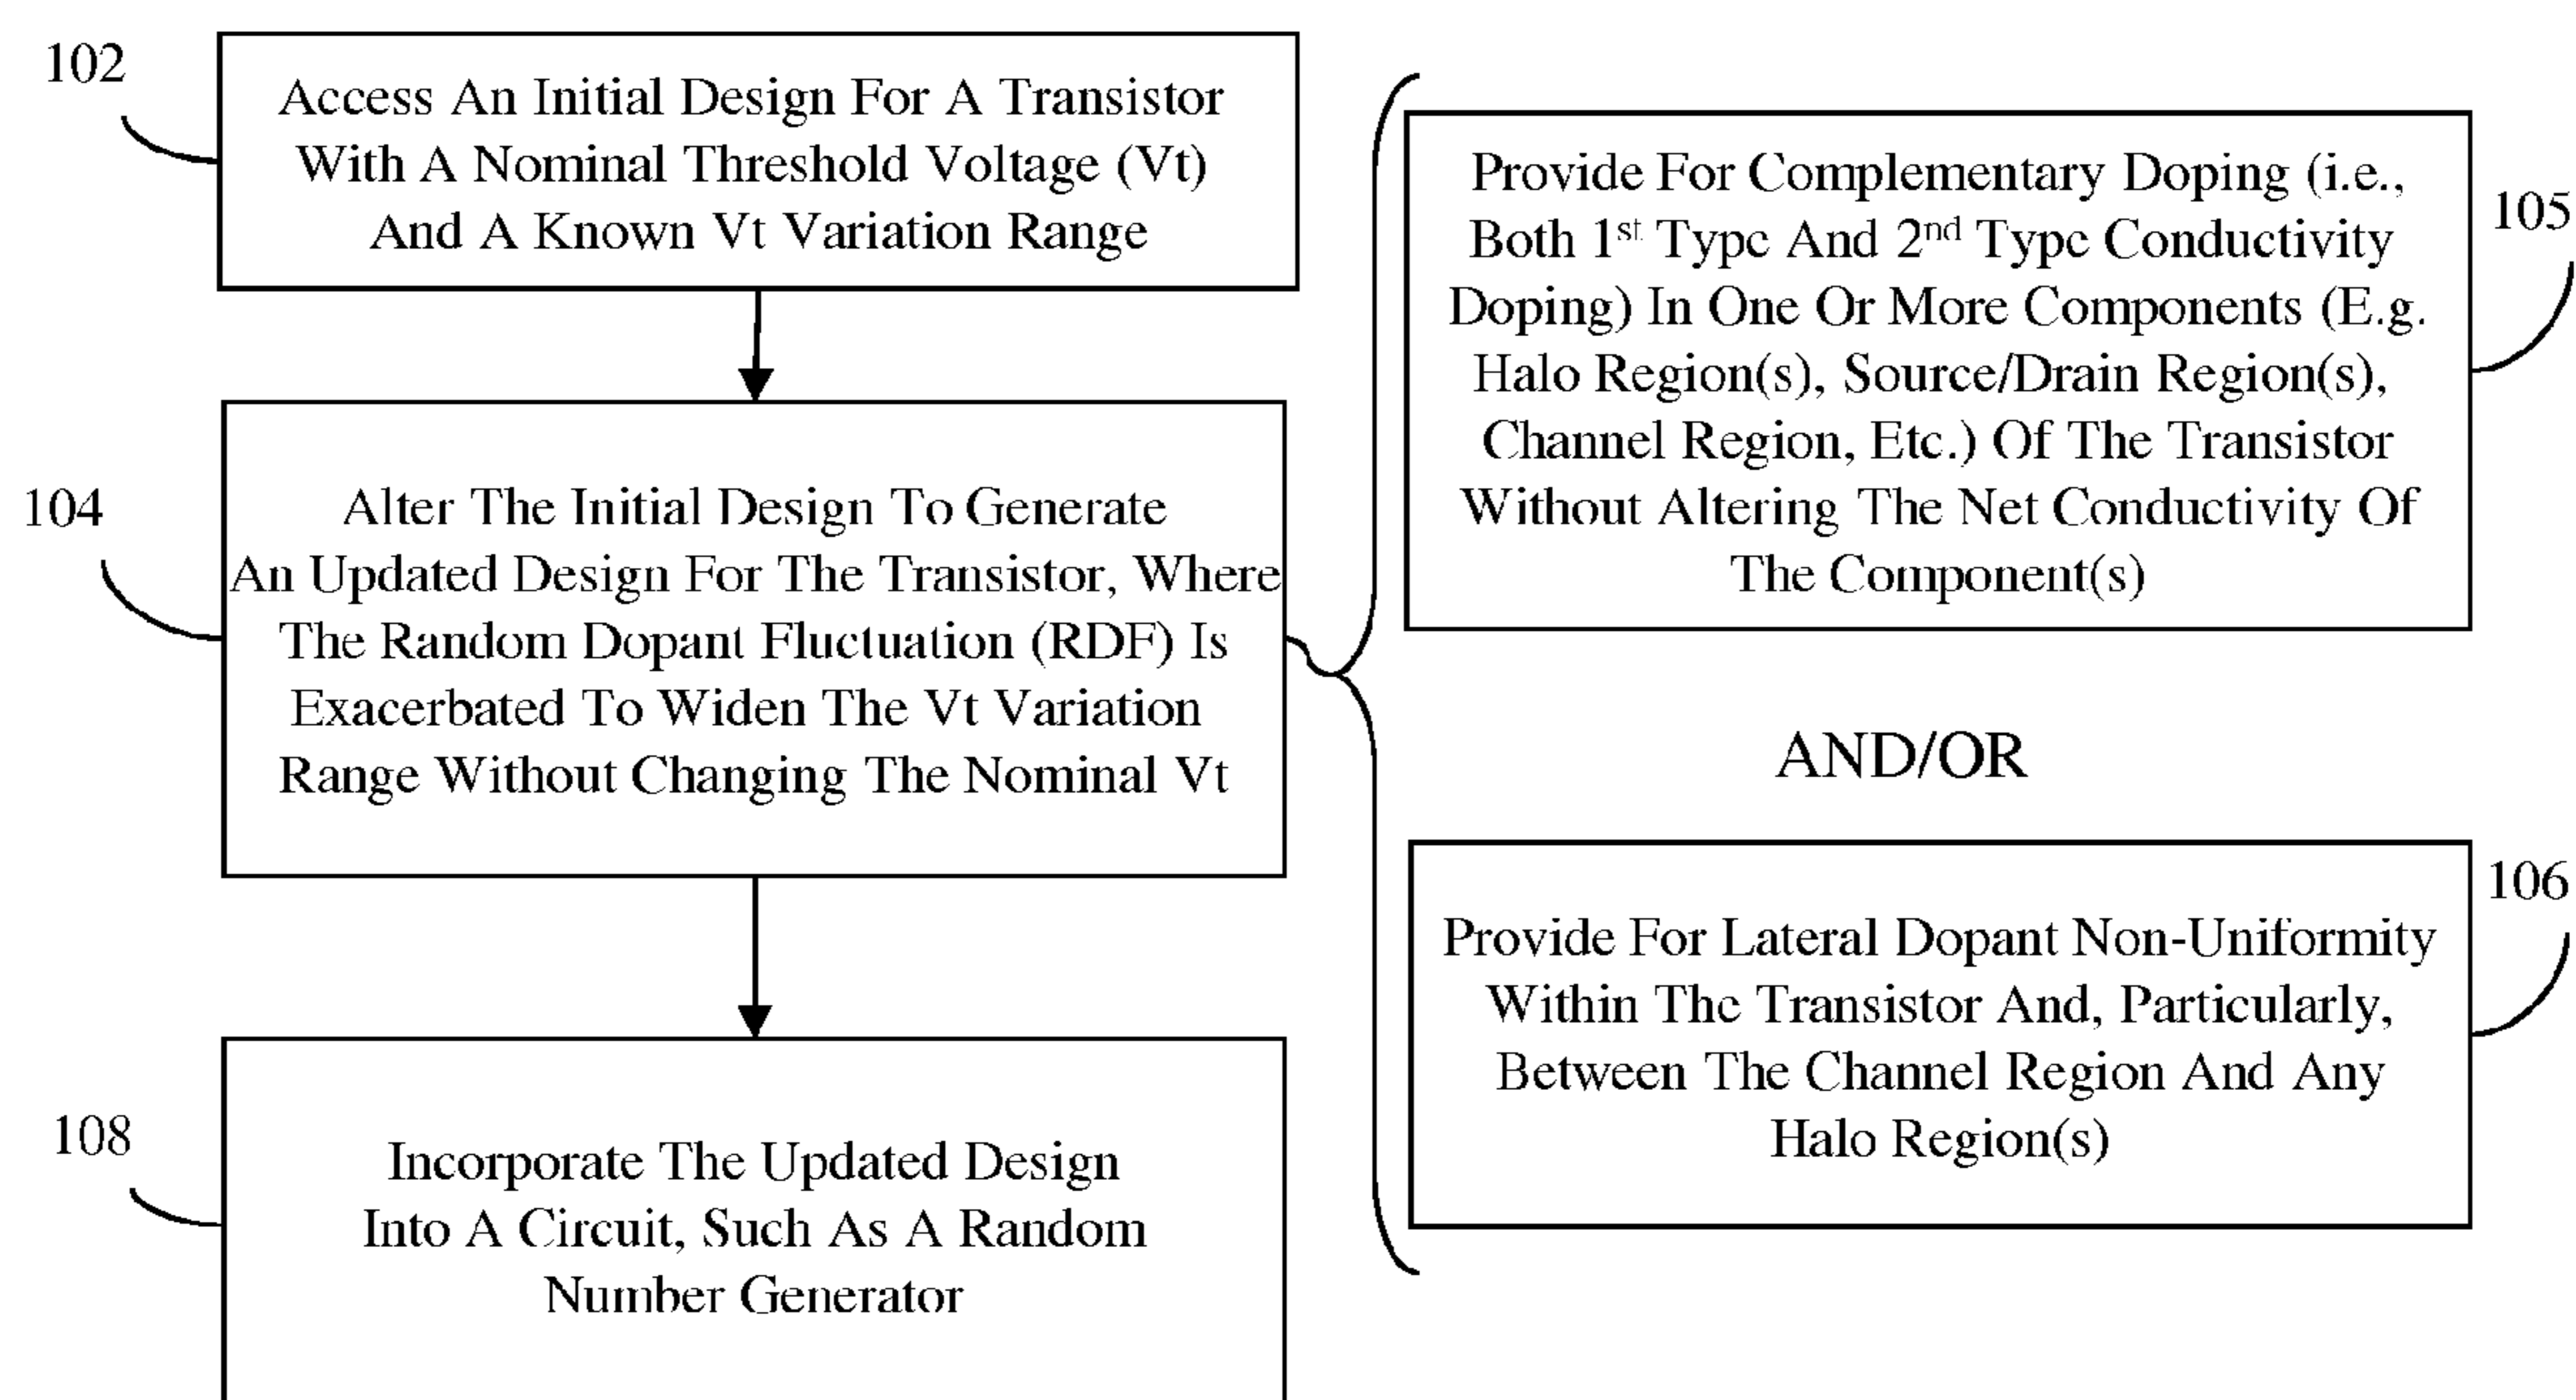 102
Access An Initial Design For A Transistor
With A Nominal Threshold Voltage (Vt)
And A Known Vt Variation Range
104
Alter The Initial Design To Generate
An Updated Design For The Transistor, Where
The Random Dopant Fluctuation (RDF) Is
Exacerbated To Widen The Vt Variation
Range Without Changing The Nominal Vt
105
Provide For Complementary Doping (i.e.,
Both 1st Type And 2nd Type Conductivity
Doping) In One Or More Components (E.g.
Halo Region(s), Source/Drain Region(s),
Channel Region, Etc.) Of The Transistor
Without Altering The Net Conductivity Of
The Component(s)
AND/OR
106
Provide For Lateral Dopant Non-Uniformity
Within The Transistor And, Particularly,
Between The Channel Region And Any
Halo Region(s)
108
Incorporate The Updated Design
Into A Circuit, Such As A Random
Number Generator